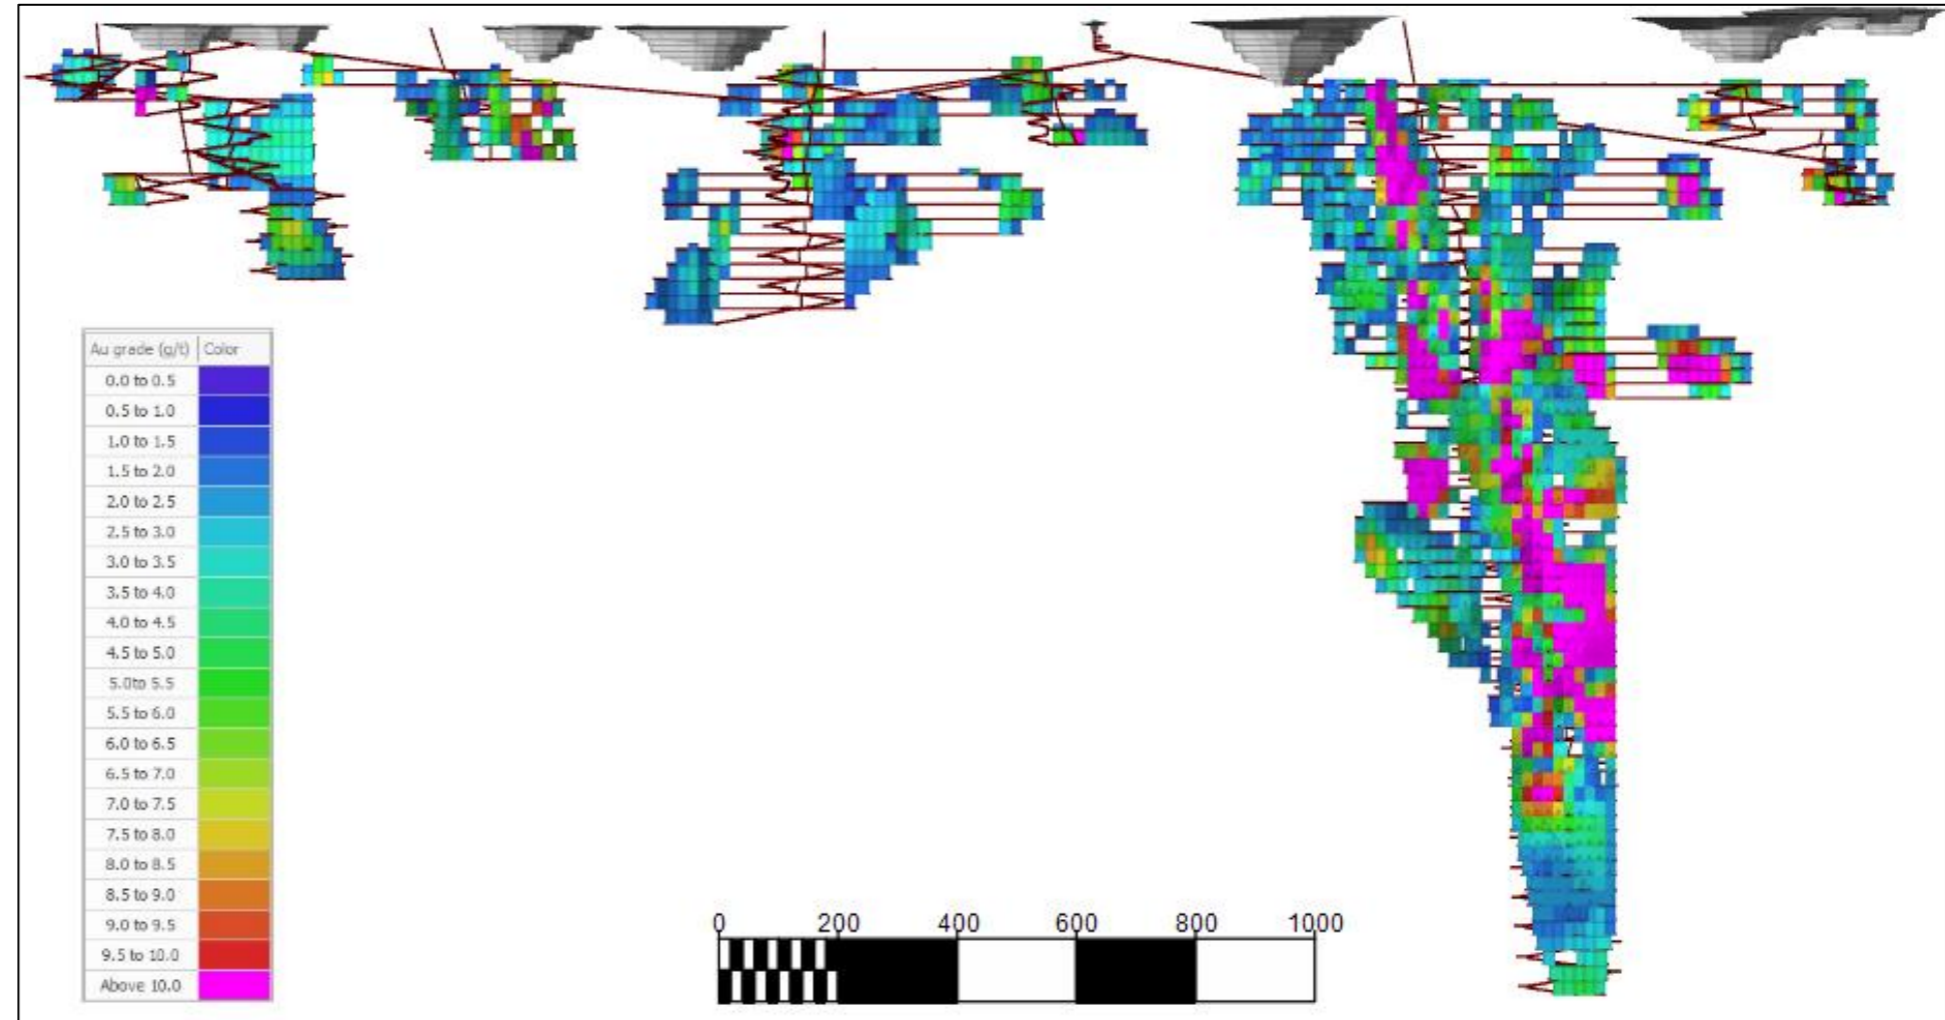 Au grade (g/t) Color
0.0 to 0.5
0.5 to 1.0
1.0 to 1.5
1.5 to 2.0
2.0 to 2.5
2.5 to 3.0
3.0 to 3.5
3.5 to 4.0
4.0 to 4.5
4.5 to 5.0
5.0to 5.5
5.5 to 6.0
6.0 to 6.5
6.5 to 7.0
7.0 to 7.5
7.5 to 8.0
8.0 to 8.5
8.5 to 9.0
9.0 to 9.5
9.5 to 10.0
Above 10.0
0 200 400 600 800 1000